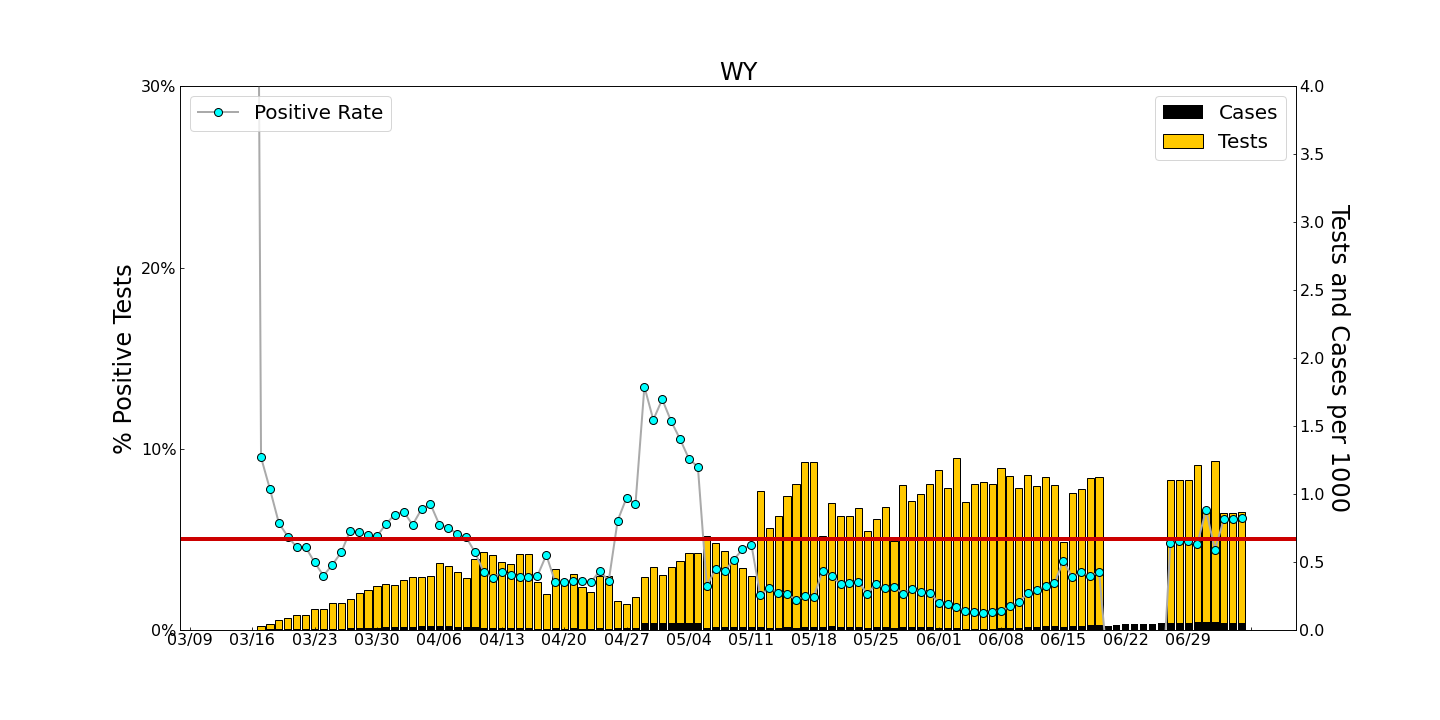 WY
30%
20%
10%
0%
% Positive Tests
Positive Rate
Cases
Tests
4.0
3.5
3.0
2.5
2.0
1.5
1.0
0.5
0.0
Tests and Cases per 1000
03/09 03/16 03/23 03/30 04/06 04/13 04/20 04/27 05/04 05/11 05/18 05/25 06/01 06/08 06/15 06/22 06/29